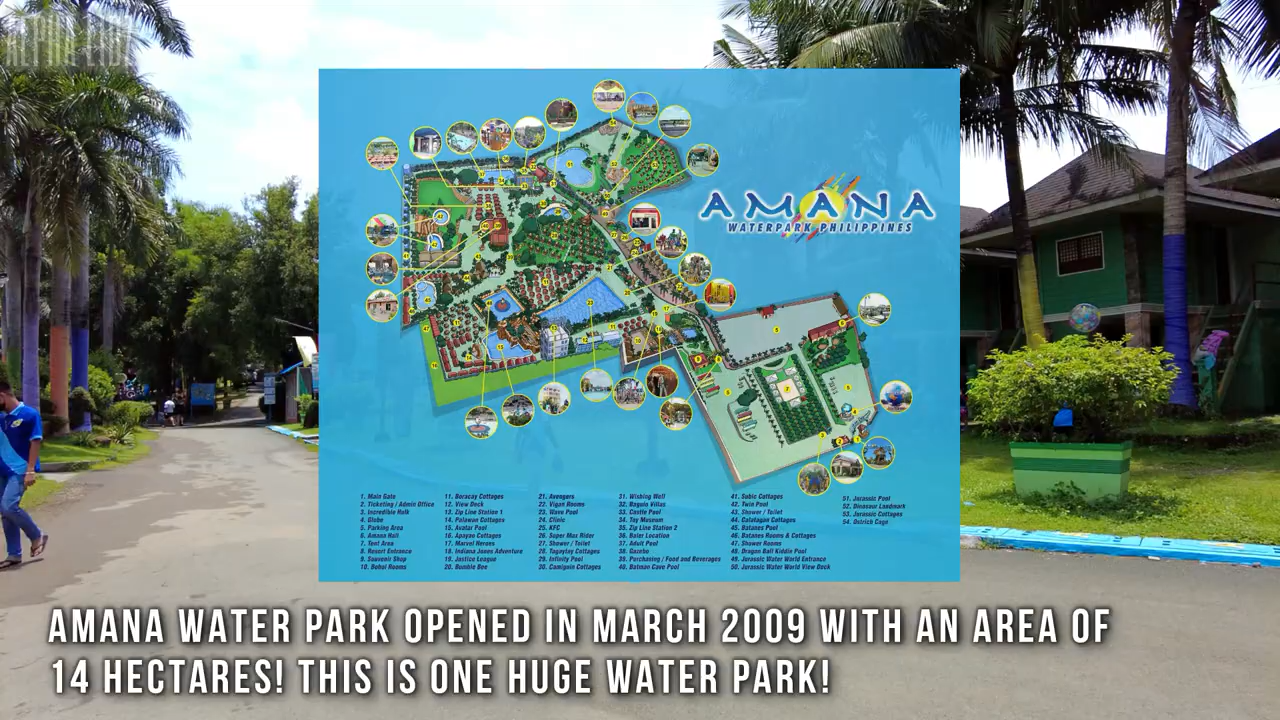 AMANA
WATERPARK PHILIPPINES
1. Main Gate
2. Ticketing / Admin Office
3. Incredible Hulk
4. Globe
5. Parking Area
6. Amana Hall
7. Tent Area
8. Resort Entrance
9. Souvenir Shop
10. Bohol Rooms
11. Boracay Cottages
12. View Deck
13. Zip Line Station 1
14. Palawan Cottages
15. Avatar Pool
16. Apayao Cottages
17. Marvel Heroes
18. Indiana Jones Adventure
19. Justice League
20. Bumble Bee
21. Avengers
22. Vigan Rooms
23. Wave Pool
24. Clinic
25. KFC
26. Super Max Rider
27. Shower / Toilet
28. Tagaytay Cottages
29. Infinity Pool
30. Camiguin Cottages
31. Wishing Well
32. Baguio Villas
33. Castle Pool
34. Toy Museum
35. Zip Line Station 2
36. Baler Location
37. Adult Pool
38. Gazebo
39. Purchasing / Food and Beverages
40. Batman Cave Pool
41. Subic Cottages
42. Twin Pool
43. Shower / Toilet
44. Calatagan Cottages
45. Batanes Pool
46. Batanes Rooms & Cottages
47. Shower Rooms
48. Dragon Ball Kiddie Pool
49. Jurassic Water World Entrance
50. Jurassic Water World View Deck
51. Jurassic Pool
52. Dinosaur Landmark
53. Jurassic Cottages
54. Ostrich Cage
AMANA WATER PARK OPENED IN MARCH 2009 WITH AN AREA OF
14 HECTARES! THIS IS ONE HUGE WATER PARK!